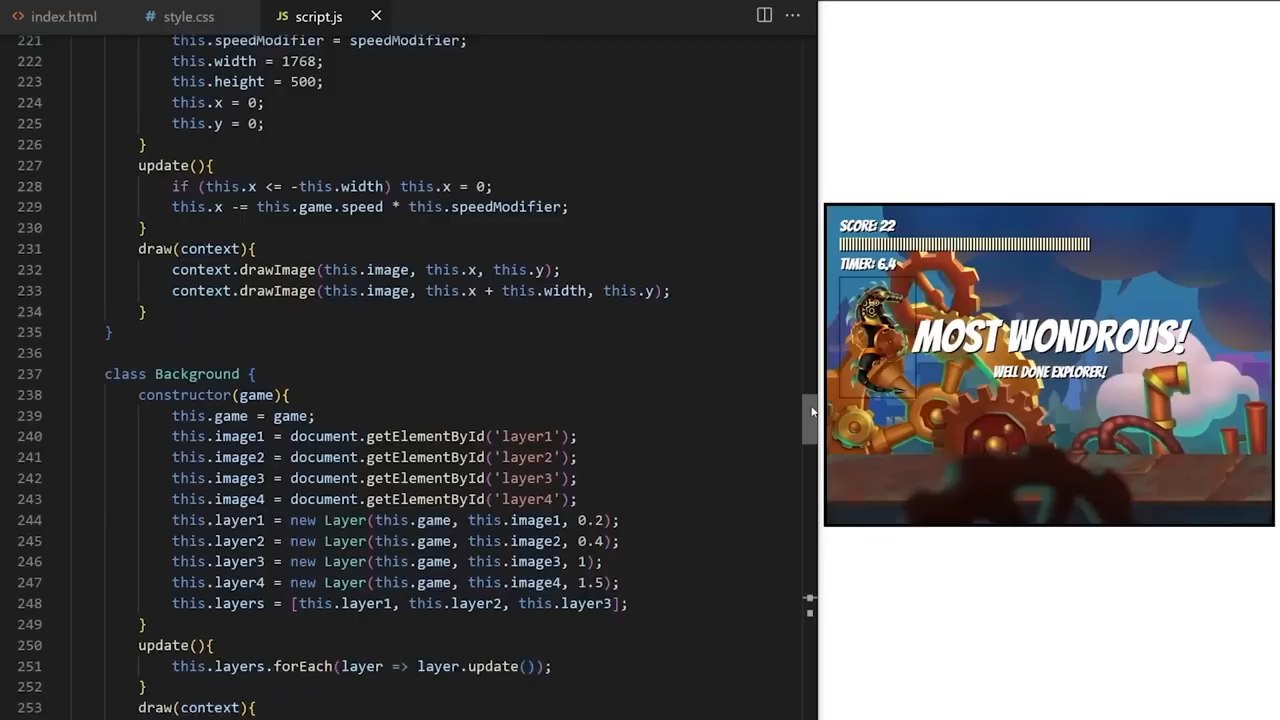 index.html
style.css
script.js
221 this.speedModifier = speedModifier;
222 this.width = 1768;
223 this.height = 500;
224 this.x = 0;
225 this.y = 0;
226 }
227 update(){
228 if (this.x <= -this.width) this.x = 0;
229 this.x -= this.game.speed * this.speedModifier;
230 }
231 draw(context){
232 context.drawImage(this.image, this.x, this.y);
233 context.drawImage(this.image, this.x + this.width, this.y);
234 }
235 }
236
237 class Background {
238 constructor(game){
239 this.game = game;
240 this.image1 = document.getElementById('layer1');
241 this.image2 = document.getElementById('layer2');
242 this.image3 = document.getElementById('layer3');
243 this.image4 = document.getElementById('layer4');
244 this.layer1 = new Layer(this.game, this.image1, 0.2);
245 this.layer2 = new Layer(this.game, this.image2, 0.4);
246 this.layer3 = new Layer(this.game, this.image3, 1);
247 this.layer4 = new Layer(this.game, this.image4, 1.5);
248 this.layers = [this.layer1, this.layer2, this.layer3];
249 }
250 update(){
251 this.layers.forEach(layer => layer.update());
252 }
253 draw(context){
SCORE: 22
TIMER: 6.4
MOST WONDROUS!
WELL DONE EXPLORER!